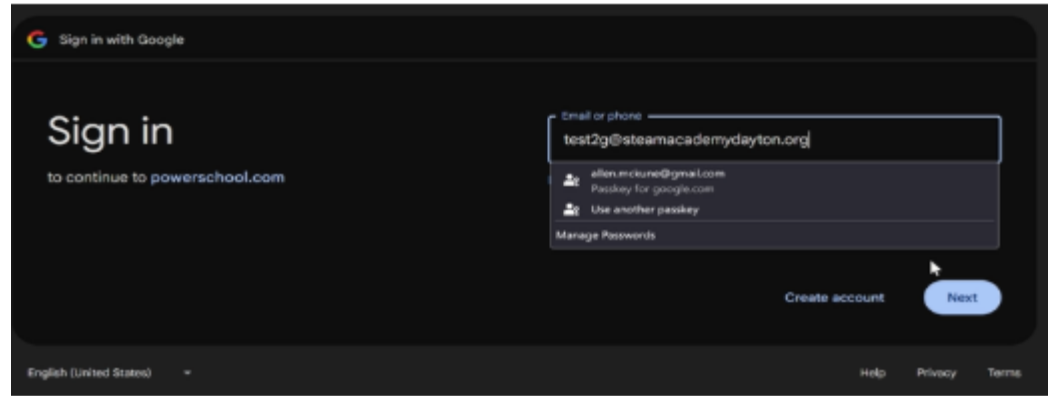 Sign in with Google
Sign in
to continue to powerschool.com
Email or phone
test2g@steamacademydayton.org
allen.mckune@gmail.com
Passkey for google.com
Use another passkey
Manage Passwords
Create account
Next
English (United States)
Help Privacy Terms